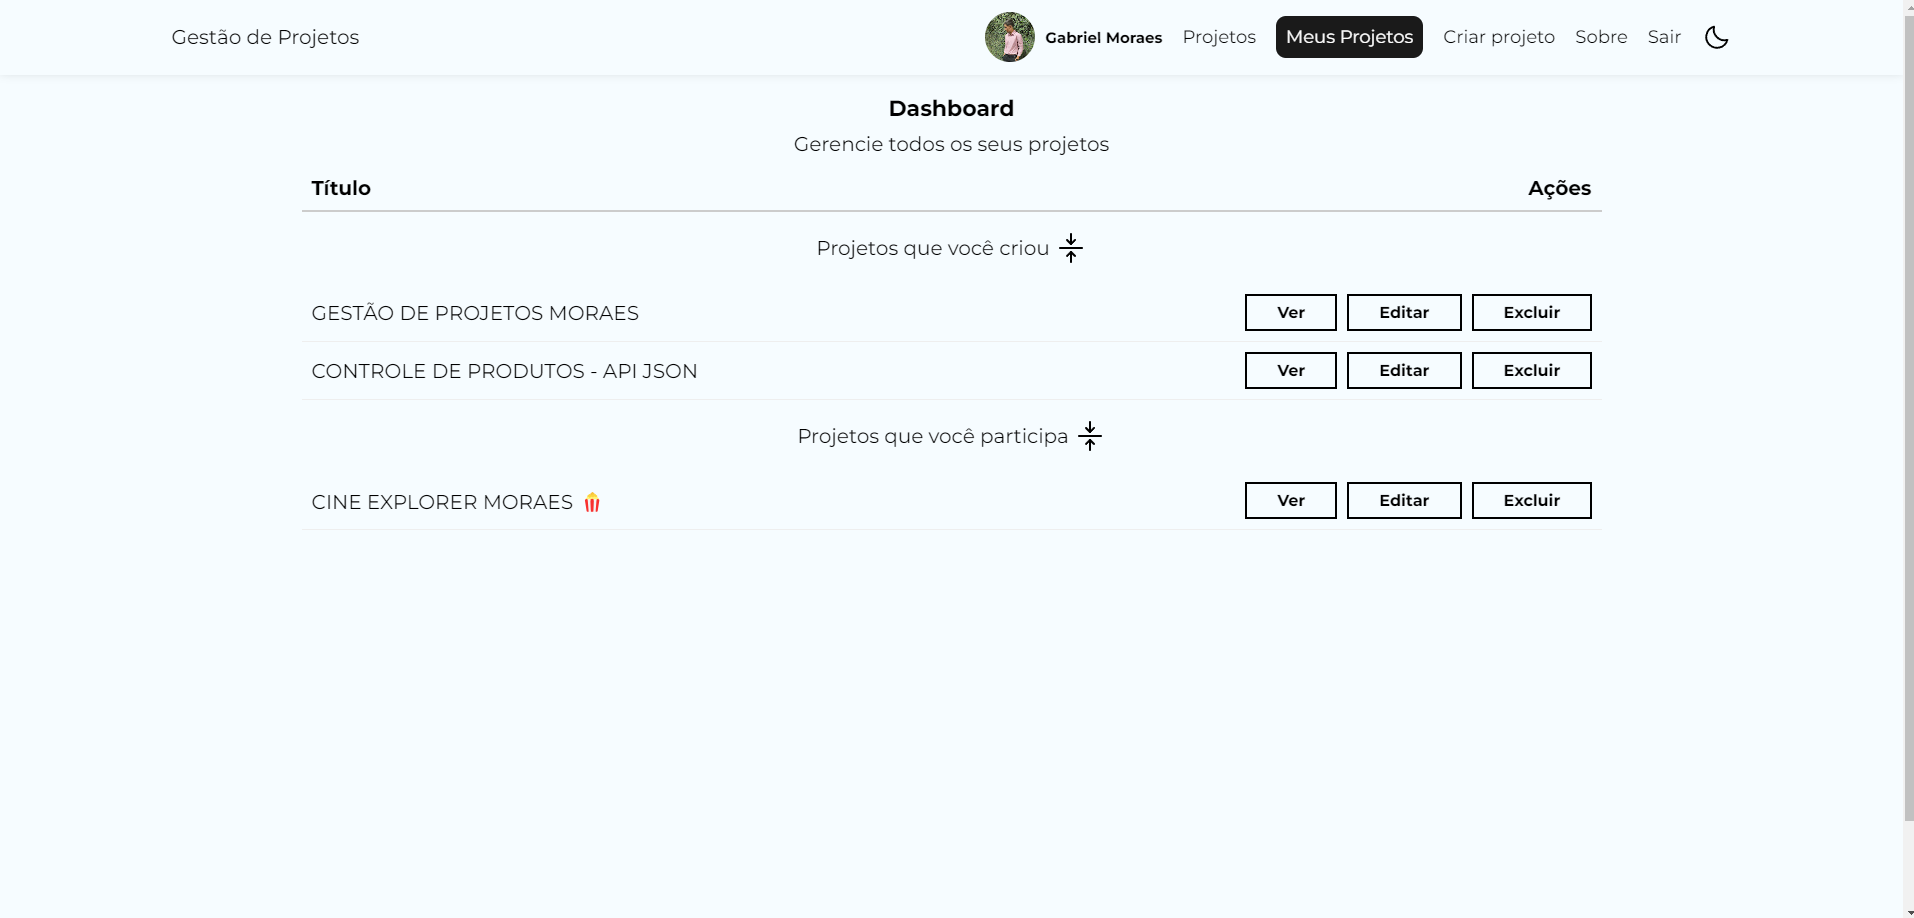 Gestão de Projetos
Gabriel Moraes Projetos Meus Projetos Criar projeto Sobre Sair
Dashboard
Gerencie todos os seus projetos
Título Ações
Projetos que você criou
GESTÃO DE PROJETOS MORAES Ver Editar Excluir
CONTROLE DE PRODUTOS - API JSON Ver Editar Excluir
Projetos que você participa
CINE EXPLORER MORAES 🍿 Ver Editar Excluir